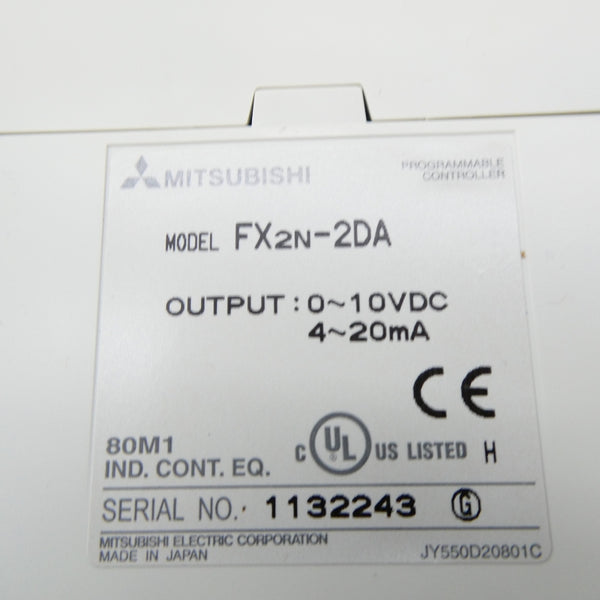 MITSUBISHI
PROGRAMMABLE
CONTROLLER
MODEL FX2N-2DA
OUTPUT : 0~10VDC
4~20mA
CE
80M1
IND. CONT. EQ.
C UL US LISTED H
SERIAL NO. 1132243 G
MITSUBISHI ELECTRIC CORPORATION
MADE IN JAPAN
JY550D20801C